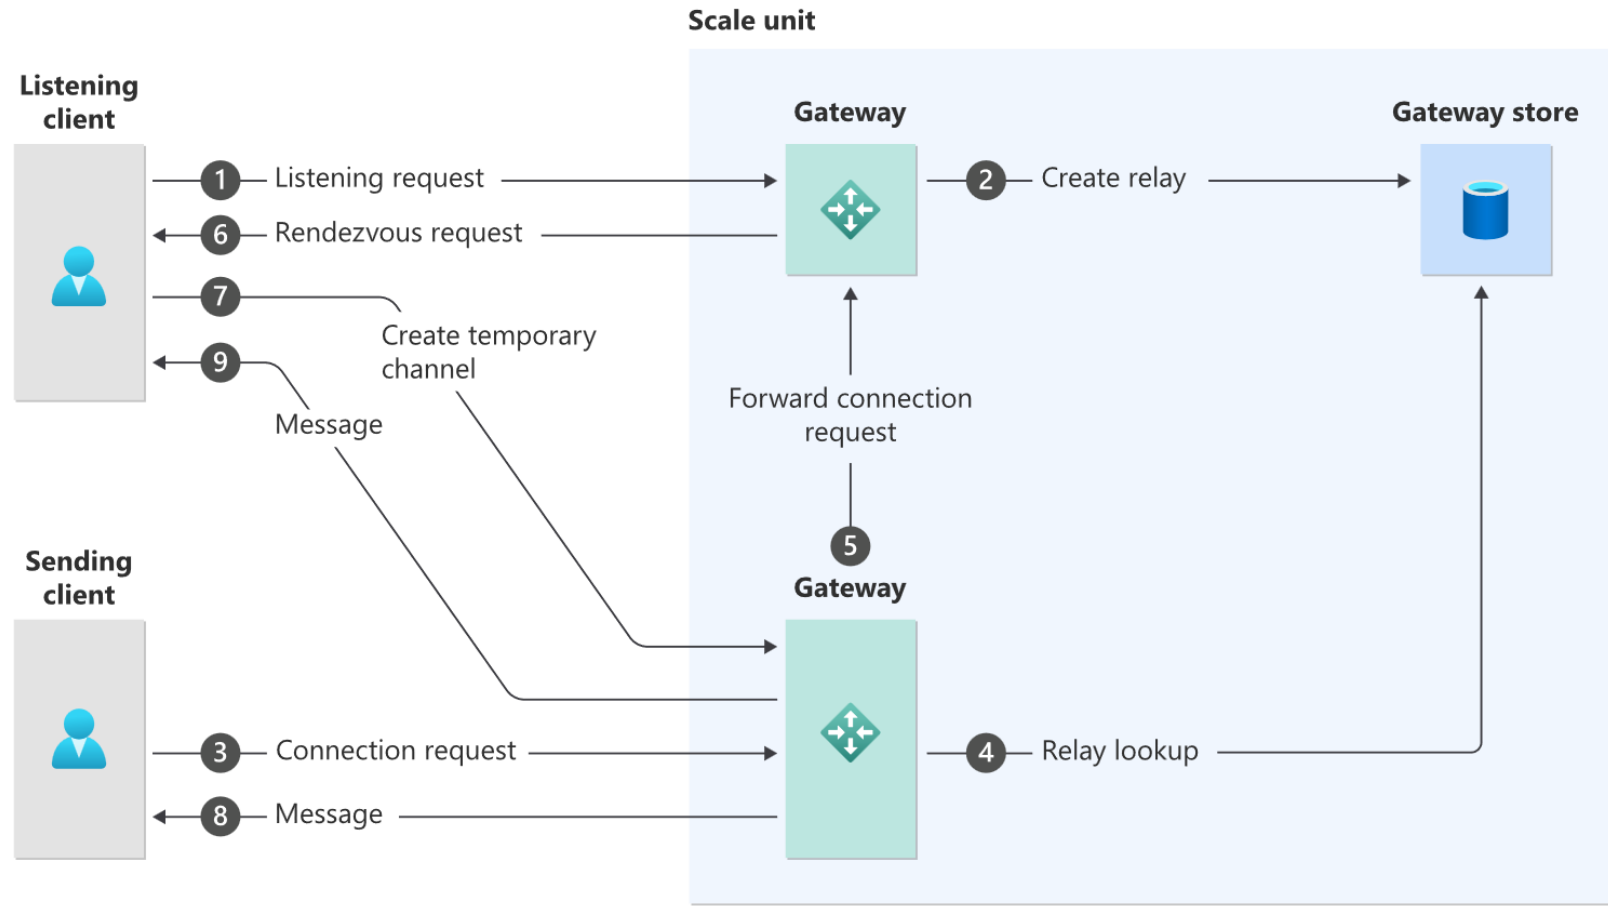 Scale unit
Listening
client
Gateway
Gateway store
1 Listening request
2 Create relay
6 Rendezvous request
7
Create temporary
channel
9
Message
Forward connection
request
5
Sending
client
Gateway
3 Connection request
4 Relay lookup
8 Message